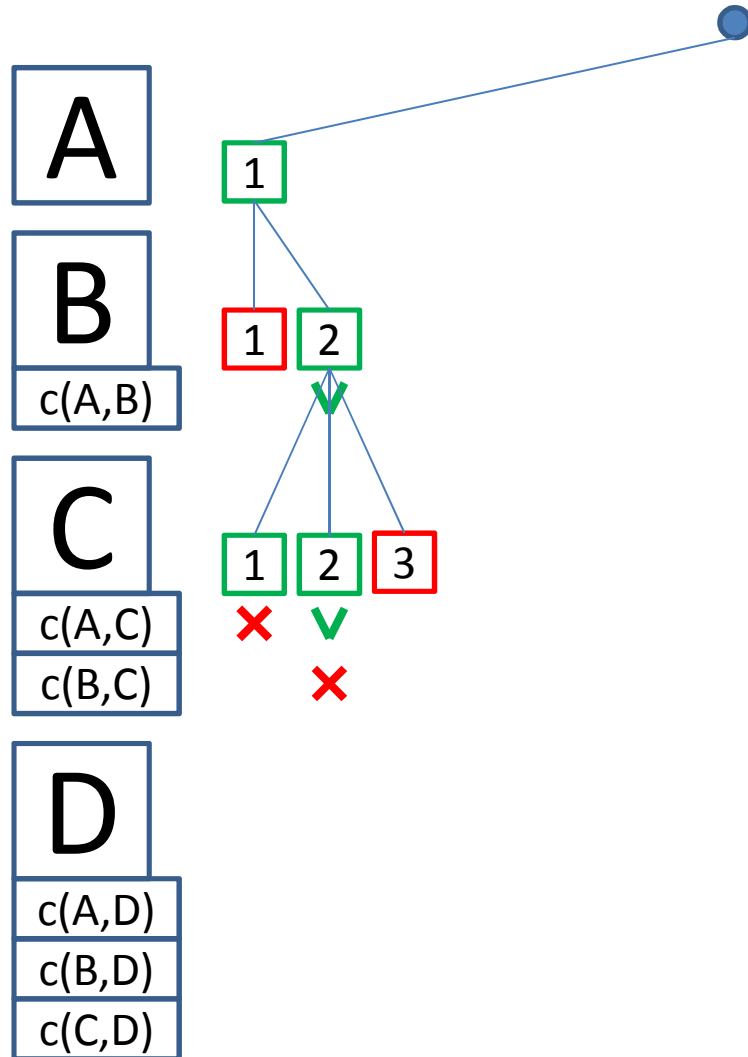 A
1
B
1 2
c(A,B)
C
1 2 3
c(A,C)
c(B,C)
D
c(A,D)
c(B,D)
c(C,D)